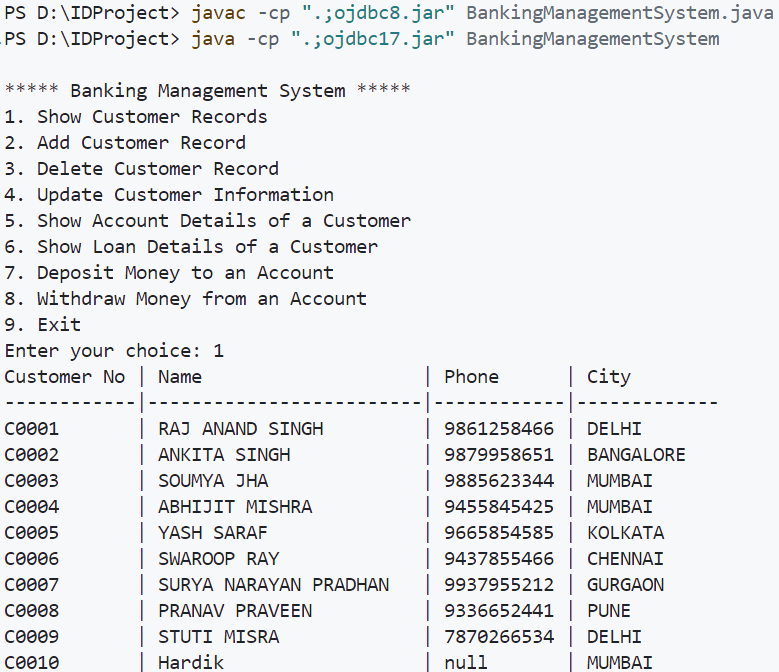 PS D:\IDProject> javac -cp ".;ojdbc8.jar" BankingManagementSystem.java
PS D:\IDProject> java -cp ".;ojdbc17.jar" BankingManagementSystem
***** Banking Management System *****
1. Show Customer Records
2. Add Customer Record
3. Delete Customer Record
4. Update Customer Information
5. Show Account Details of a Customer
6. Show Loan Details of a Customer
7. Deposit Money to an Account
8. Withdraw Money from an Account
9. Exit
Enter your choice: 1
Customer No | Name | Phone | City
------------|-------------------------|------------|-------------
C0001 | RAJ ANAND SINGH | 9861258466 | DELHI
C0002 | ANKITA SINGH | 9879958651 | BANGALORE
C0003 | SOUMYA JHA | 9885623344 | MUMBAI
C0004 | ABHIJIT MISHRA | 9455845425 | MUMBAI
C0005 | YASH SARAF | 9665854585 | KOLKATA
C0006 | SWAROOP RAY | 9437855466 | CHENNAI
C0007 | SURYA NARAYAN PRADHAN | 9937955212 | GURGAON
C0008 | PRANAV PRAVEEN | 9336652441 | PUNE
C0009 | STUTI MISRA | 7870266534 | DELHI
C0010 | Hardik | null | MUMBAI